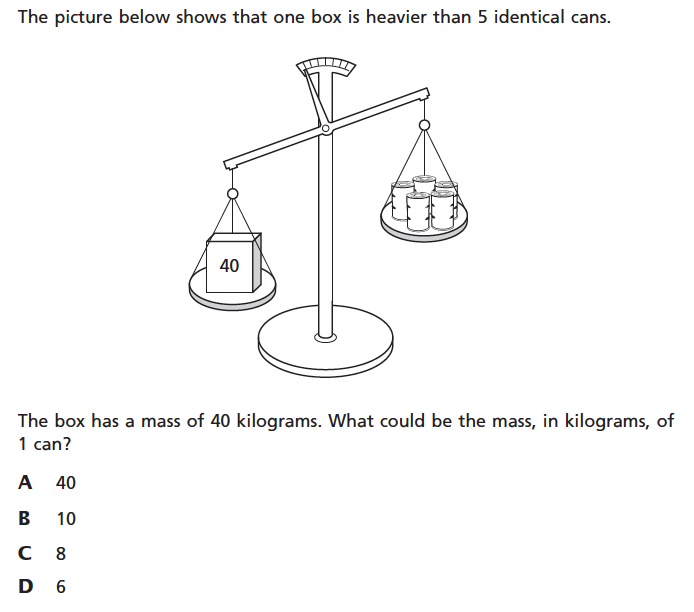 The picture below shows that one box is heavier than 5 identical cans.
40
The box has a mass of 40 kilograms. What could be the mass, in kilograms, of
1 can?
A 40
B 10
C 8
D 6